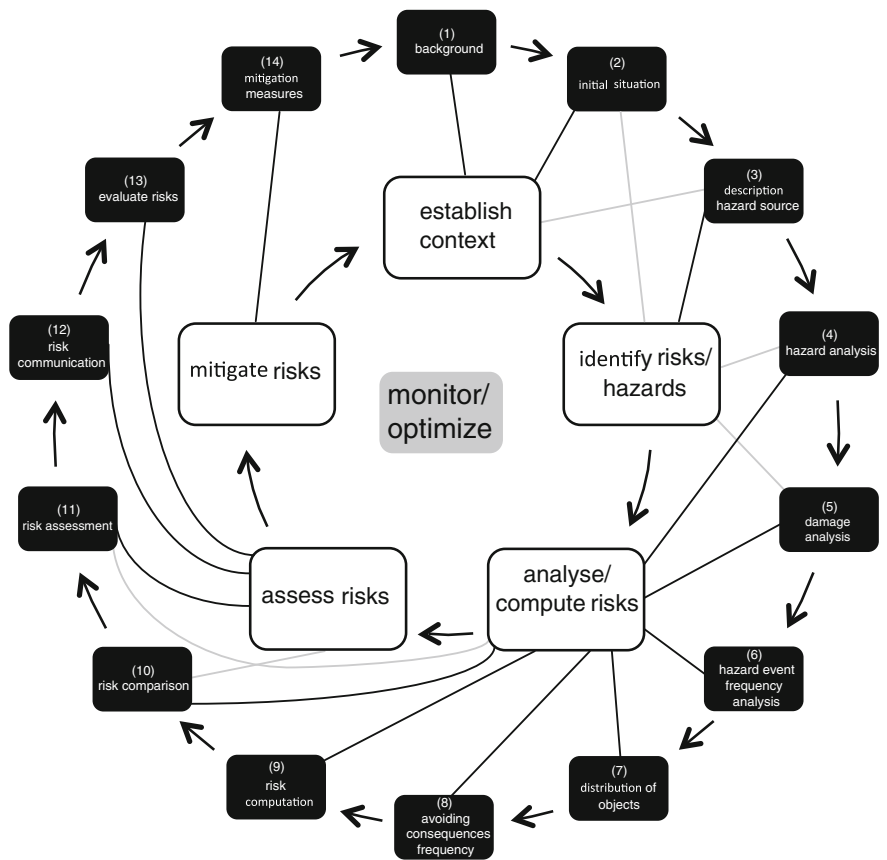 (1)
background
(2)
initial situation
(3)
description
hazard source
(4)
hazard analysis
(5)
damage
analysis
(6)
hazard event
frequency
analysis
(7)
distribution of
objects
(8)
avoiding
consequences
frequency
(9)
risk
computation
(10)
risk comparison
(11)
risk assessment
(12)
risk
communication
(13)
evaluate risks
(14)
mitigation
measures
establish
context
identify risks/
hazards
analyse/
compute risks
assess risks
mitigate risks
monitor/
optimize